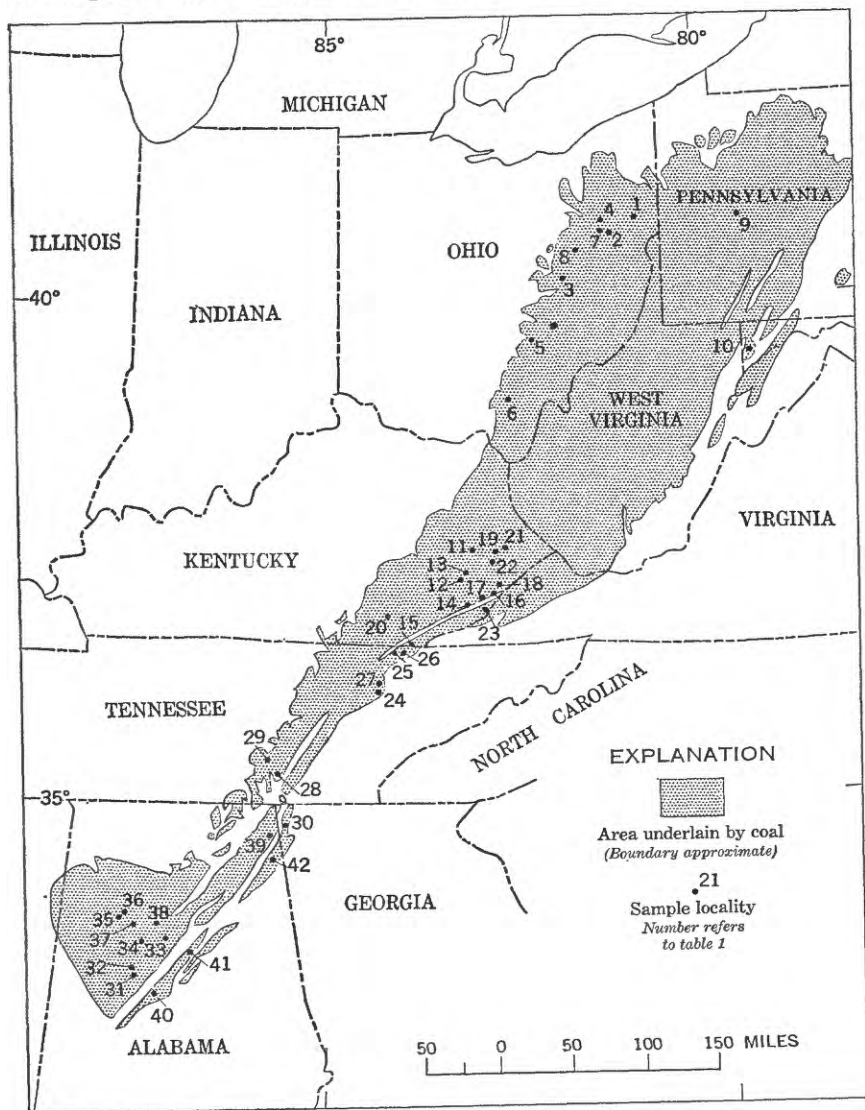 85°
80°
MICHIGAN
PENNSYLVANIA
4
1
9
7
2
ILLINOIS
OHIO
8
3
40°
INDIANA
10
5
WEST
VIRGINIA
6
VIRGINIA
KENTUCKY
11
19
21
13
22
12
17
18
14
16
23
20
15
26
25
27
24
TENNESSEE
NORTH CAROLINA
29
28
EXPLANATION
35°
Area underlain by coal
(Boundary approximate)
30
39
42
GEORGIA
21
Sample locality
Number refers
to table 1
36
35
38
37
34
33
32
31
41
40
ALABAMA
50 0 50 100 150 MILES